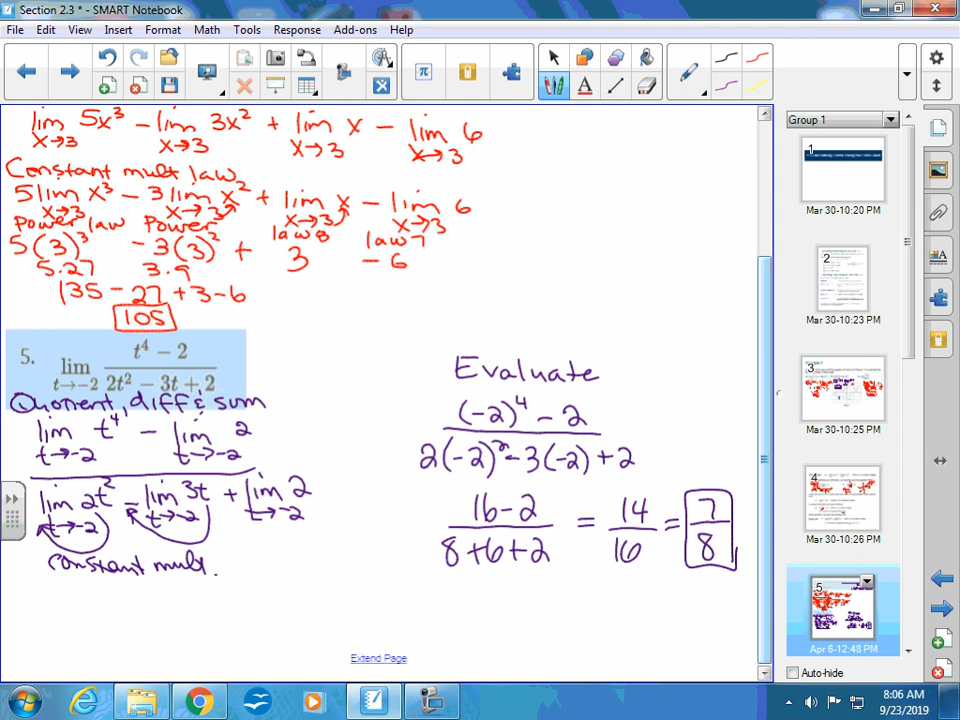 Section 2.3 * - SMART Notebook
File Edit View Insert Format Math Tools Response Add-ons Help
lim x→3 5x³ − lim x→3 3x² + lim x→3 x − lim x→3 6
Constant mult law
5 lim x→3 x³ − 3 lim x→3 x² + lim x→3 x − lim x→3 6
Power law Power law 8 law 7
5(3)³ − 3(3)² + 3 − 6
5·27 3·9
135 − 27 + 3 − 6
105
5. lim t→−2 (t⁴ − 2)/(2t² − 3t + 2)
Quotient, diff & sum
lim t→−2 t⁴ − lim t→−2 2
lim t→−2 2t² − lim t→−2 3t + lim t→−2 2
constant mult.
Evaluate
(−2)⁴ − 2
2(−2)² − 3(−2) + 2
(16−2)/(8+6+2) = 14/16 = 7/8
Extend Page
Group 1
1
Mar 30-10:20 PM
2
Mar 30-10:23 PM
3
Mar 30-10:25 PM
4
Mar 30-10:26 PM
5
Apr 6-12:48 PM
Auto-hide
8:06 AM
9/23/2019